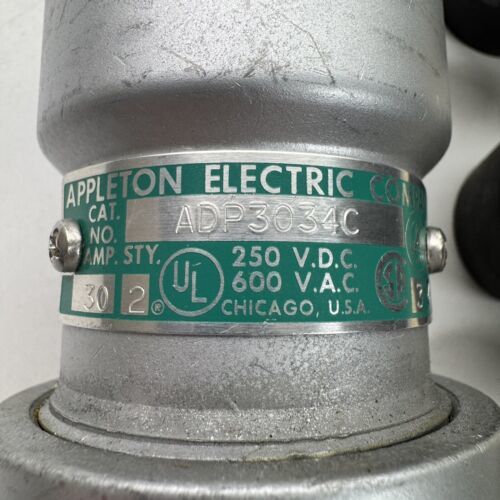 APPLETON ELECTRIC
CAT. NO. ADP3034C
AMP. STY.
30 2 ® UL 250 V.D.C.
600 V.A.C.
CHICAGO, U.S.A.